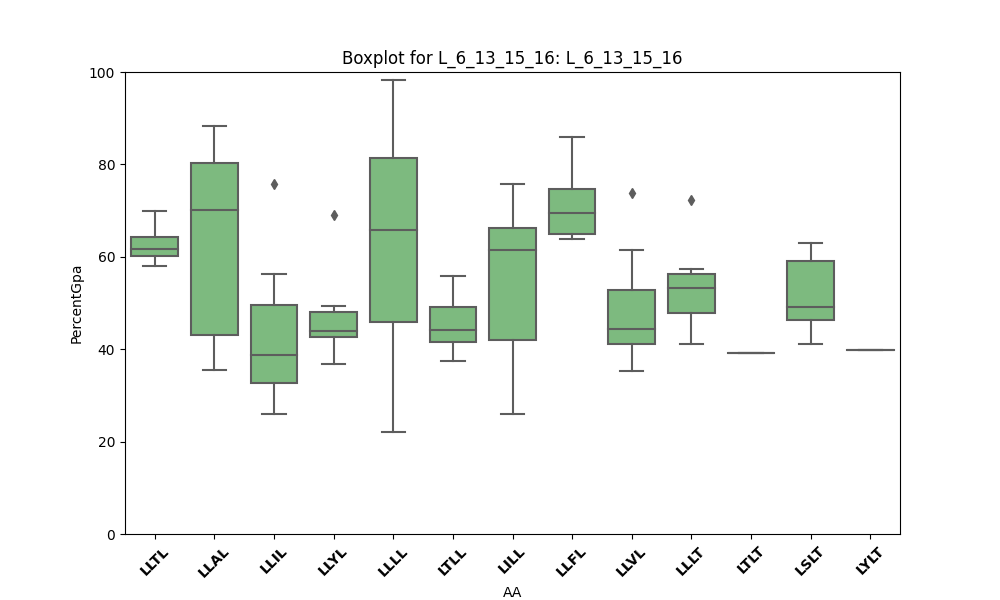 Boxplot for L_6_13_15_16: L_6_13_15_16
100
80
60
40
20
0
PercentGpa
LLTL LLAL LLIL LLYL LLLL LTLL LILL LLFL LLVL LLLT LTLT LSLT LYLT
AA